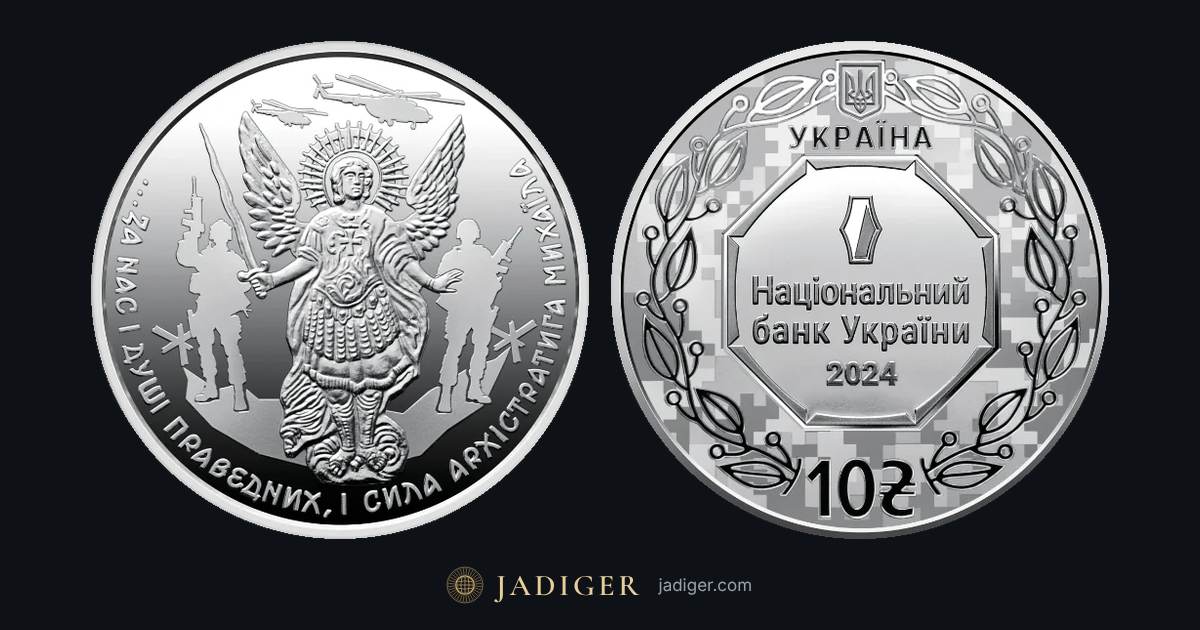 ...ЗА НАС І ДУШІ ПРАВЕДНИХ, І СИЛА АРХІСТРАТИГА МИХАЇЛА
УКРАЇНА
Національний
банк України
2024
10₴
JADIGER jadiger.com